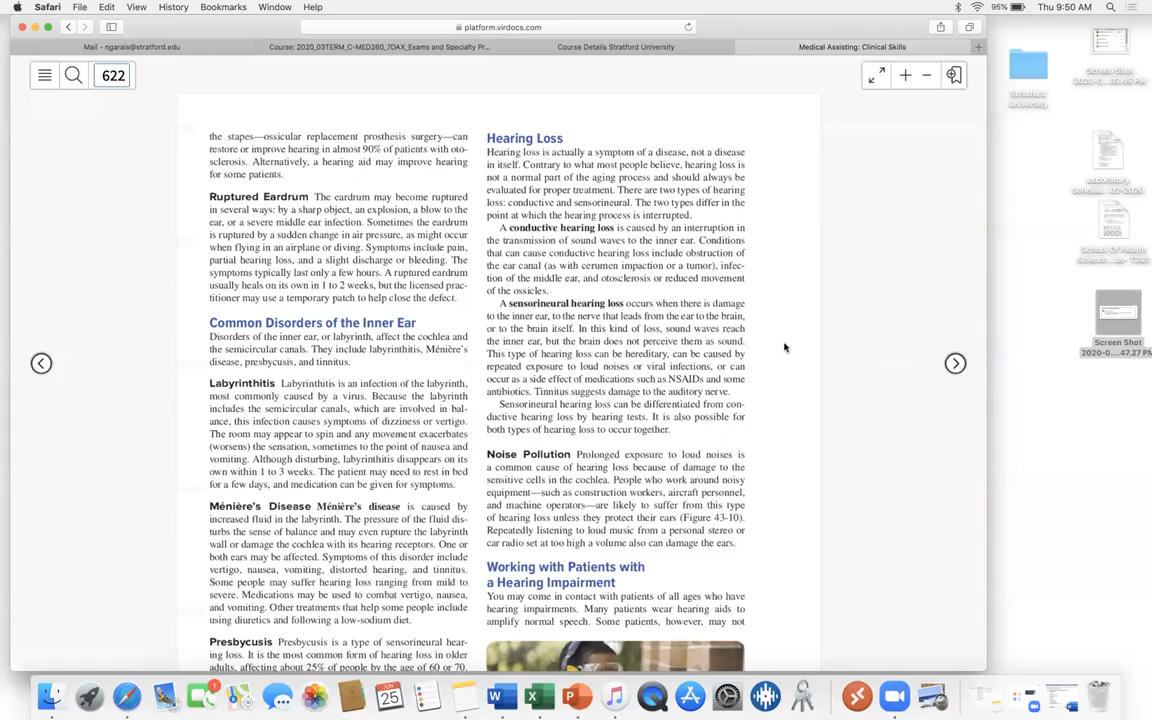 Safari File Edit View History Bookmarks Window Help
95% Thu 9:50 AM
platform.virdocs.com
Mail - ngarais@stratford.edu
Course: 2020_03TERM_C-MED260_7DAX_Exams and Specialty Pr...
Course Details Stratford University
Medical Assisting: Clinical Skills
622
the stapes—ossicular replacement prosthesis surgery—can
restore or improve hearing in almost 90% of patients with oto-
sclerosis. Alternatively, a hearing aid may improve hearing
for some patients.
Ruptured Eardrum The eardrum may become ruptured
in several ways: by a sharp object, an explosion, a blow to the
ear, or a severe middle ear infection. Sometimes the eardrum
is ruptured by a sudden change in air pressure, as might occur
when flying in an airplane or diving. Symptoms include pain,
partial hearing loss, and a slight discharge or bleeding. The
symptoms typically last only a few hours. A ruptured eardrum
usually heals on its own in 1 to 2 weeks, but the licensed prac-
titioner may use a temporary patch to help close the defect.
Common Disorders of the Inner Ear
Disorders of the inner ear, or labyrinth, affect the cochlea and
the semicircular canals. They include labyrinthitis, Ménière's
disease, presbycusis, and tinnitus.
Labyrinthitis Labyrinthitis is an infection of the labyrinth,
most commonly caused by a virus. Because the labyrinth
includes the semicircular canals, which are involved in bal-
ance, this infection causes symptoms of dizziness or vertigo.
The room may appear to spin and any movement exacerbates
(worsens) the sensation, sometimes to the point of nausea and
vomiting. Although disturbing, labyrinthitis disappears on its
own within 1 to 3 weeks. The patient may need to rest in bed
for a few days, and medication can be given for symptoms.
Ménière's Disease Ménière's disease is caused by
increased fluid in the labyrinth. The pressure of the fluid dis-
turbs the sense of balance and may even rupture the labyrinth
wall or damage the cochlea with its hearing receptors. One or
both ears may be affected. Symptoms of this disorder include
vertigo, nausea, vomiting, distorted hearing, and tinnitus.
Some people may suffer hearing loss ranging from mild to
severe. Medications may be used to combat vertigo, nausea,
and vomiting. Other treatments that help some people include
using diuretics and following a low-sodium diet.
Presbycusis Presbycusis is a type of sensorineural hear-
ing loss. It is the most common form of hearing loss in older
adults, affecting about 25% of people by the age of 60 or 70.
Hearing Loss
Hearing loss is actually a symptom of a disease, not a disease
in itself. Contrary to what most people believe, hearing loss is
not a normal part of the aging process and should always be
evaluated for proper treatment. There are two types of hearing
loss: conductive and sensorineural. The two types differ in the
point at which the hearing process is interrupted.
A conductive hearing loss is caused by an interruption in
the transmission of sound waves to the inner ear. Conditions
that can cause conductive hearing loss include obstruction of
the ear canal (as with cerumen impaction or a tumor), infec-
tion of the middle ear, and otosclerosis or reduced movement
of the ossicles.
A sensorineural hearing loss occurs when there is damage
to the inner ear, to the nerve that leads from the ear to the brain,
or to the brain itself. In this kind of loss, sound waves reach
the inner ear, but the brain does not perceive them as sound.
This type of hearing loss can be hereditary, can be caused by
repeated exposure to loud noises or viral infections, or can
occur as a side effect of medications such as NSAIDs and some
antibiotics. Tinnitus suggests damage to the auditory nerve.
Sensorineural hearing loss can be differentiated from con-
ductive hearing loss by hearing tests. It is also possible for
both types of hearing loss to occur together.
Noise Pollution Prolonged exposure to loud noises is
a common cause of hearing loss because of damage to the
sensitive cells in the cochlea. People who work around noisy
equipment—such as construction workers, aircraft personnel,
and machine operators—are likely to suffer from this type
of hearing loss unless they protect their ears (Figure 43-10).
Repeatedly listening to loud music from a personal stereo or
car radio set at too high a volume also can damage the ears.
Working with Patients with
a Hearing Impairment
You may come in contact with patients of all ages who have
hearing impairments. Many patients wear hearing aids to
amplify normal speech. Some patients, however, may not
Stratford
University
Screen Shot
2020-0...03.45 PM
Laboratory
School Of Health
Screen Shot
2020-0...47.27 PM
JUN
25
1